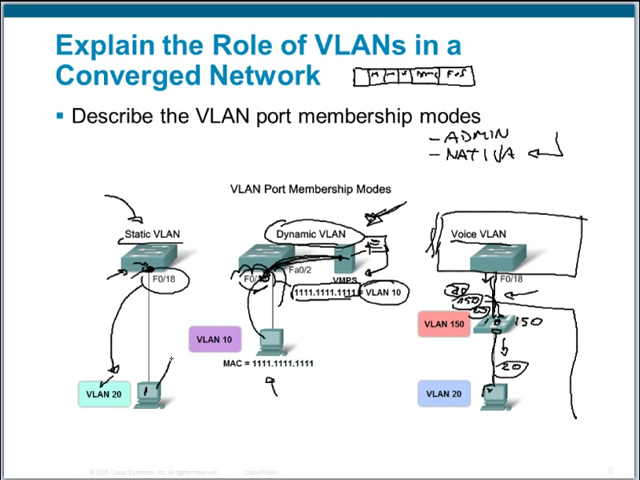 Explain the Role of VLANs in a
Converged Network
▪ Describe the VLAN port membership modes
- ADMIN
- NATIVA
VLAN Port Membership Modes
Static VLAN
Dynamic VLAN
Voice VLAN
F0/18
Fa0/2
VMPS
F0/18
1111.1111.1111 = VLAN 10
20
150
20
VLAN 150
150
VLAN 10
MAC = 1111.1111.1111
20
VLAN 20
VLAN 20
© 2006 Cisco Systems, Inc. All rights reserved.
Cisco Public
5